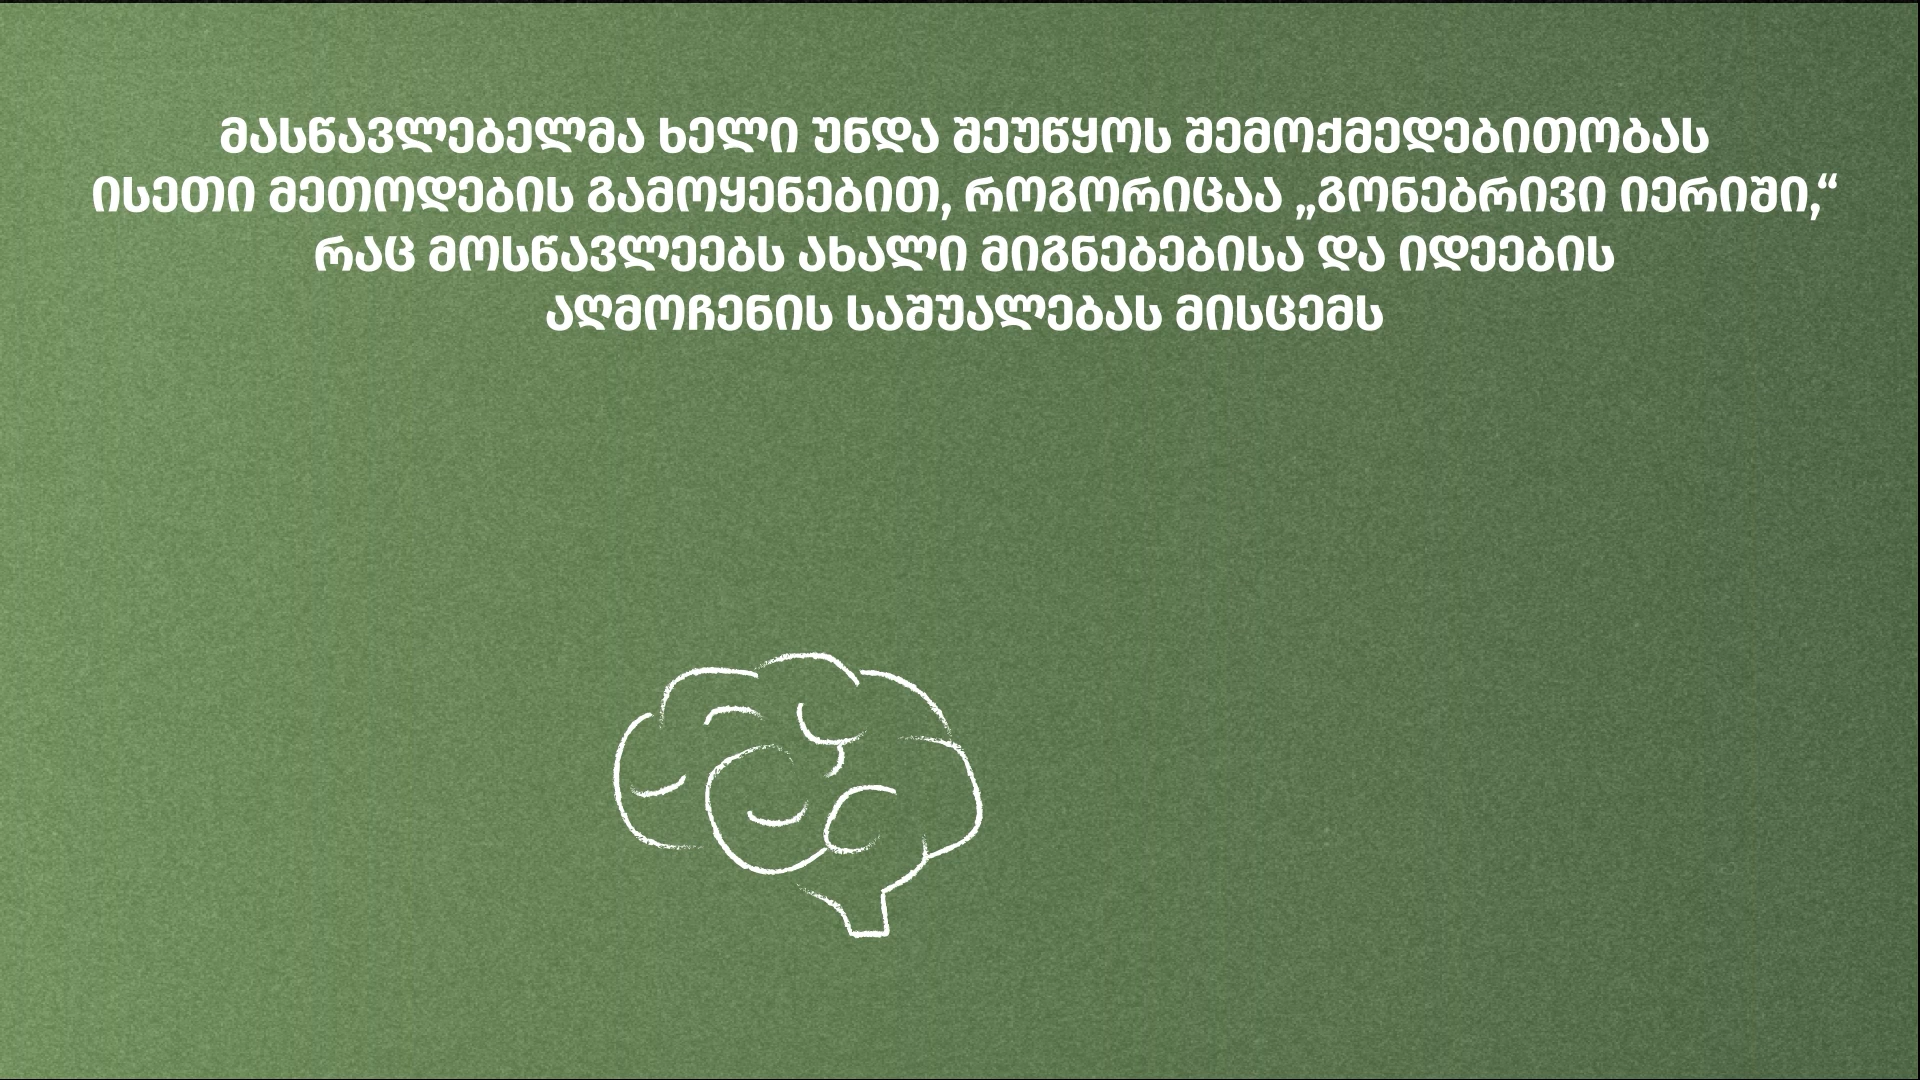 მასწავლებელმა ხელი უნდა შეუწყოს შემოქმედებითობას
ისეთი მეთოდების გამოყენებით, როგორიცაა „გონებრივი იერიში,“
რაც მოსწავლეებს ახალი მიგნებებისა და იდეების
აღმოჩენის საშუალებას მისცემს